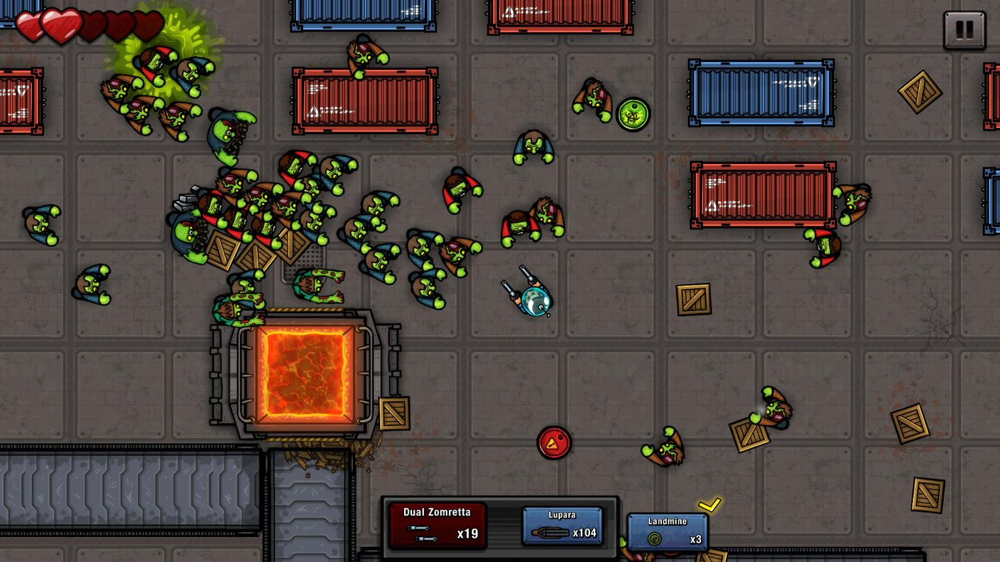 Dual Zomretta
x19
Lupara
x104
Landmine
x3